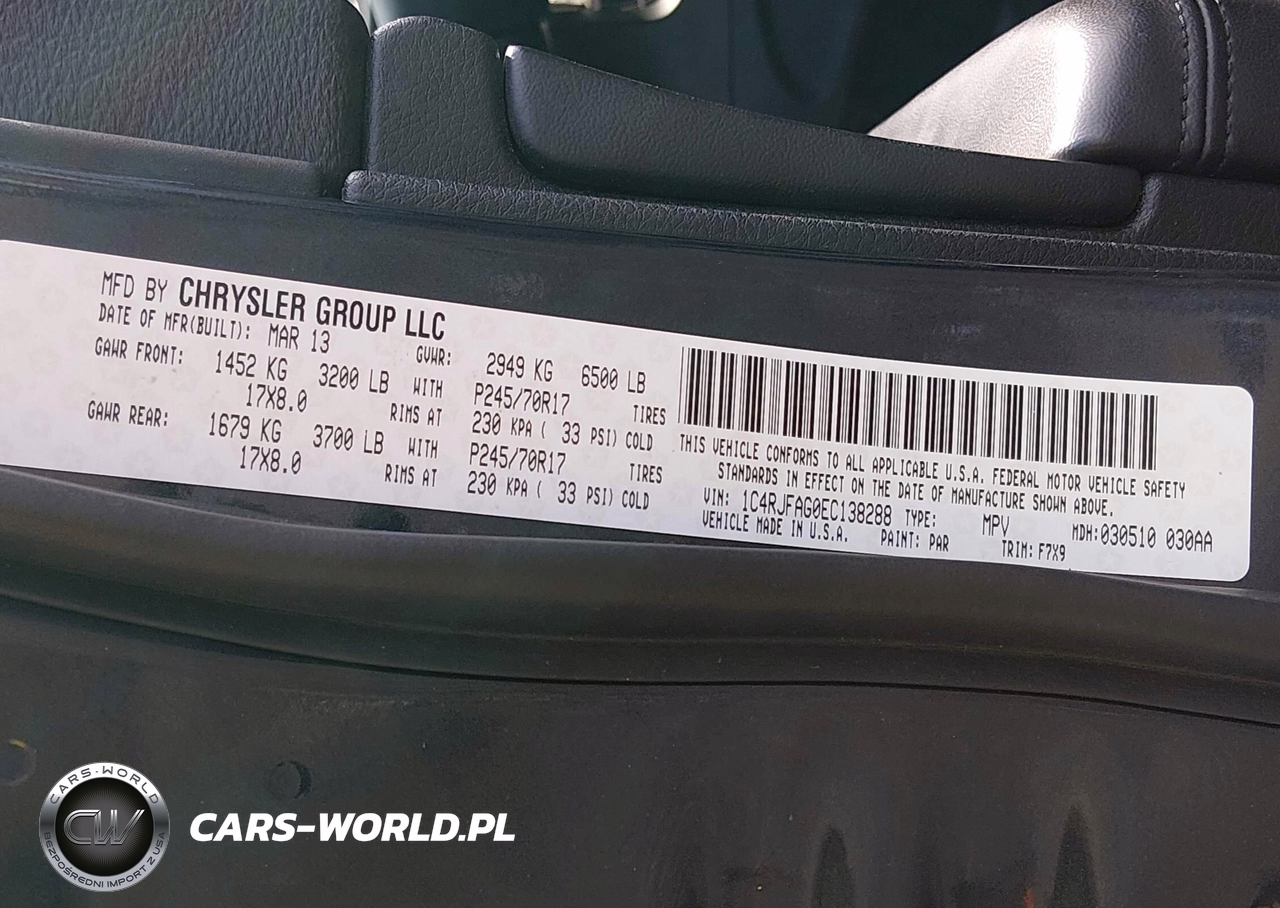 MFD BY CHRYSLER GROUP LLC
DATE OF MFR(BUILT): MAR 13 GVWR: 2949 KG 6500 LB
GAWR FRONT: 1452 KG 3200 LB WITH P245/70R17 TIRES
17X8.0 RIMS AT 230 KPA ( 33 PSI) COLD
GAWR REAR: 1679 KG 3700 LB WITH P245/70R17 TIRES
17X8.0 RIMS AT 230 KPA ( 33 PSI) COLD
THIS VEHICLE CONFORMS TO ALL APPLICABLE U.S.A. FEDERAL MOTOR VEHICLE SAFETY
STANDARDS IN EFFECT ON THE DATE OF MANUFACTURE SHOWN ABOVE.
VIN: 1C4RJFAG0EC138288 TYPE: MPV MDH:030510 030AA
VEHICLE MADE IN U.S.A. PAINT: PAR TRIM: F7X9
CARS-WORLD
CW
BEZPOŚREDNI IMPORT Z USA
CARS-WORLD.PL